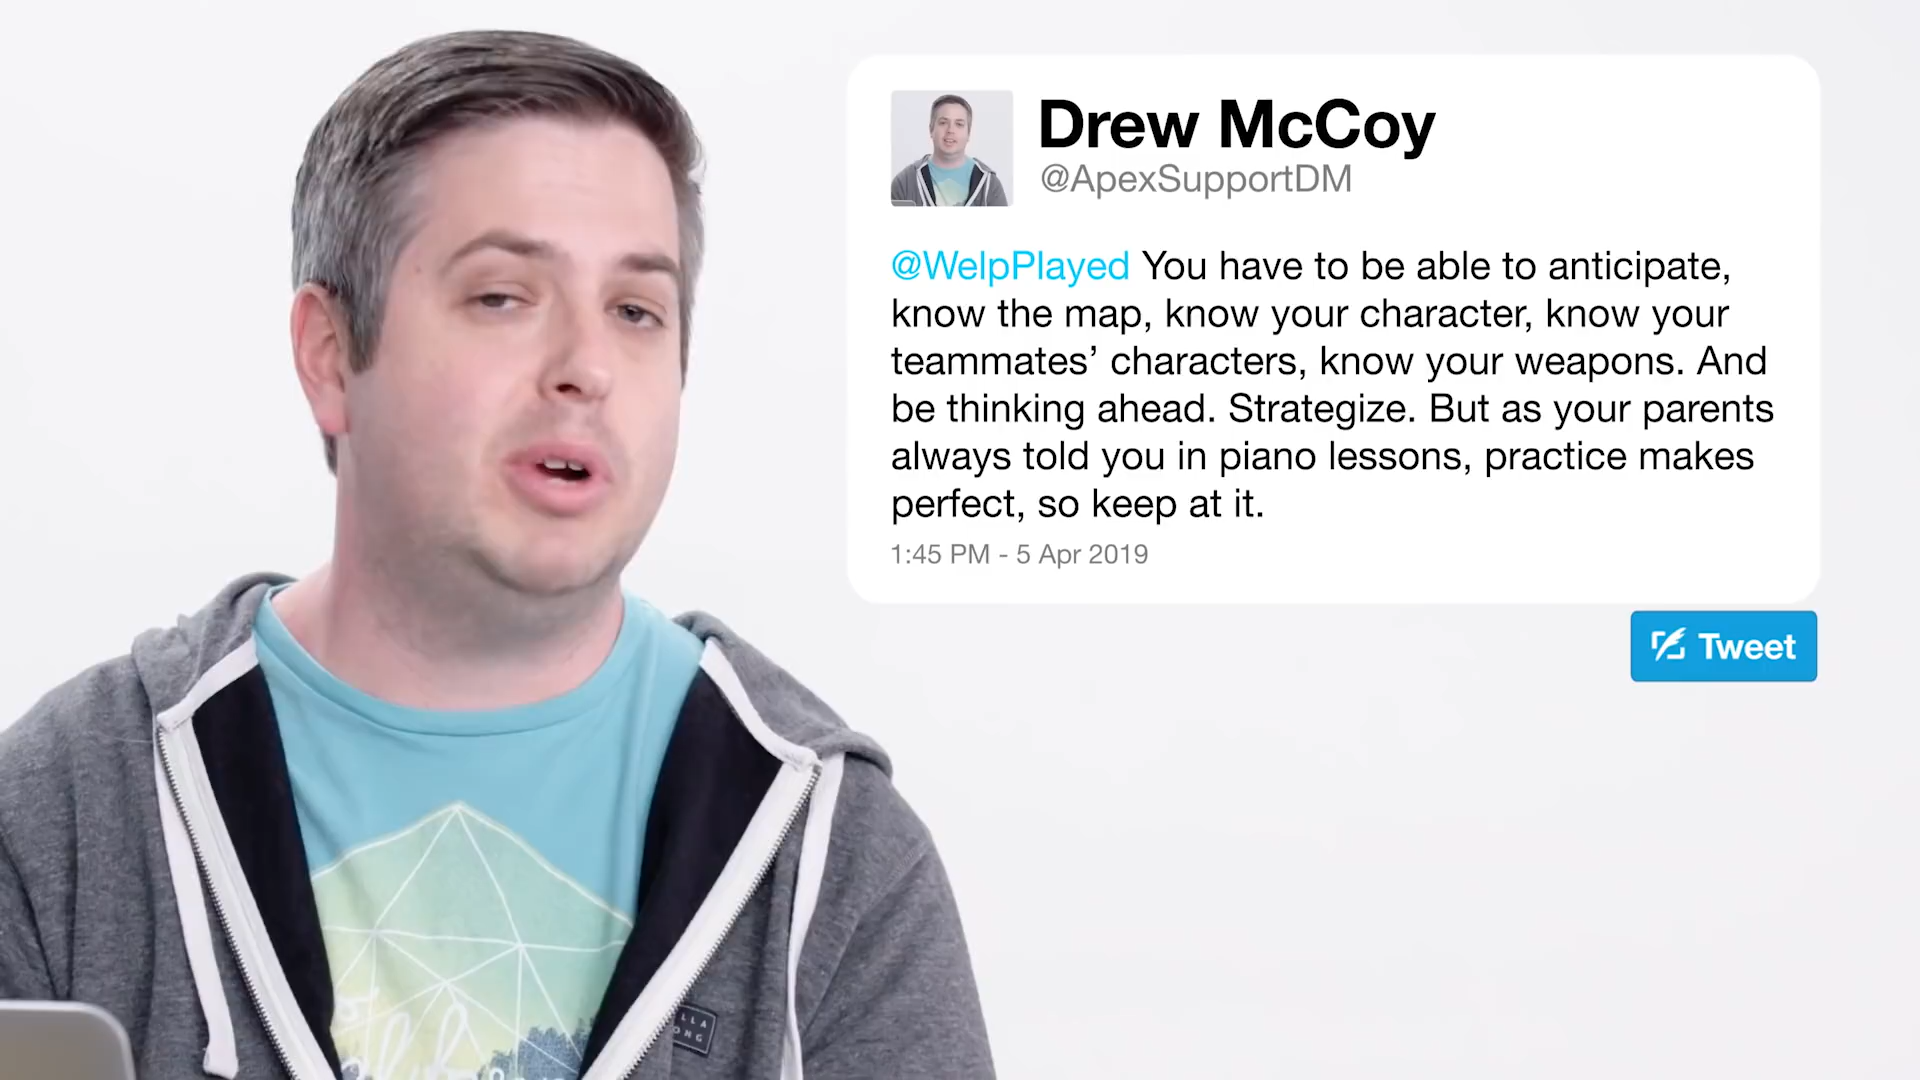 Drew McCoy
@ApexSupportDM
@WelpPlayed You have to be able to anticipate,
know the map, know your character, know your
teammates’ characters, know your weapons. And
be thinking ahead. Strategize. But as your parents
always told you in piano lessons, practice makes
perfect, so keep at it.
1:45 PM - 5 Apr 2019
Tweet